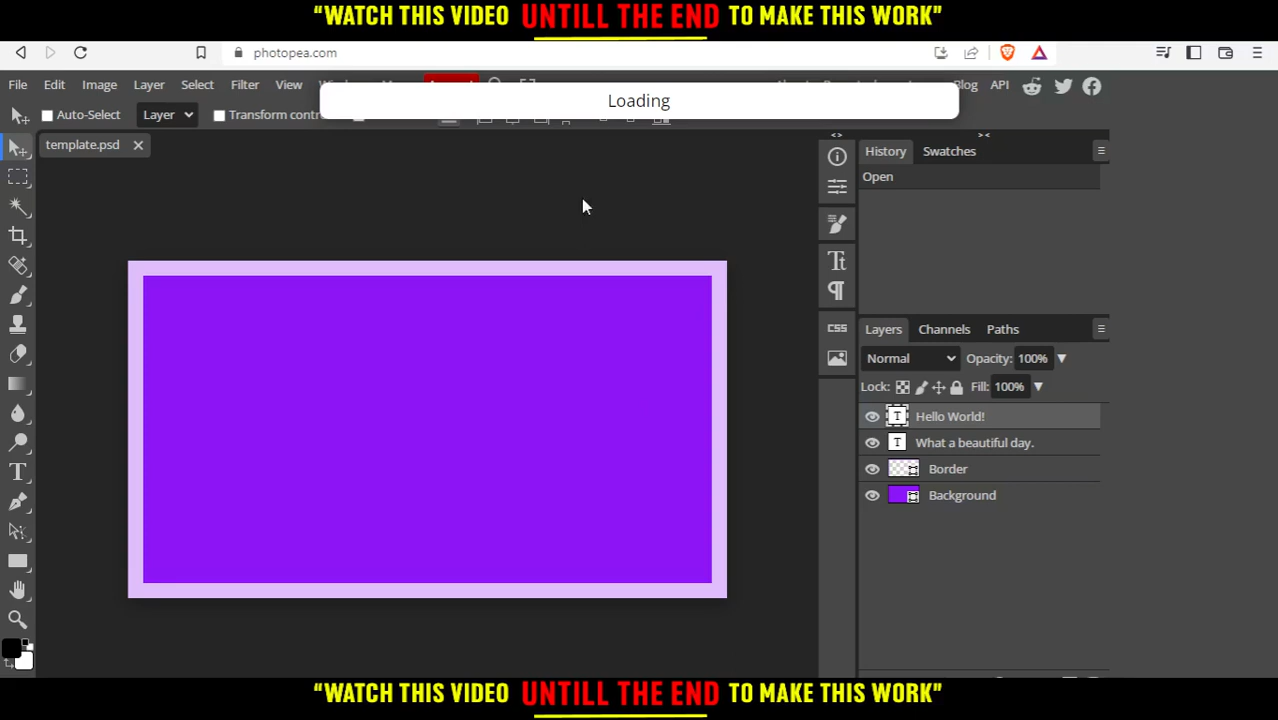 “WATCH THIS VIDEO UNTILL THE END TO MAKE THIS WORK”
photopea.com
File Edit Image Layer Select Filter View
Blog API
Loading
Auto-Select Layer Transform contr
template.psd
History Swatches
Open
Layers Channels Paths
Normal Opacity: 100%
Lock: Fill: 100%
T Hello World!
T What a beautiful day.
Border
Background
CSS
“WATCH THIS VIDEO UNTILL THE END TO MAKE THIS WORK”